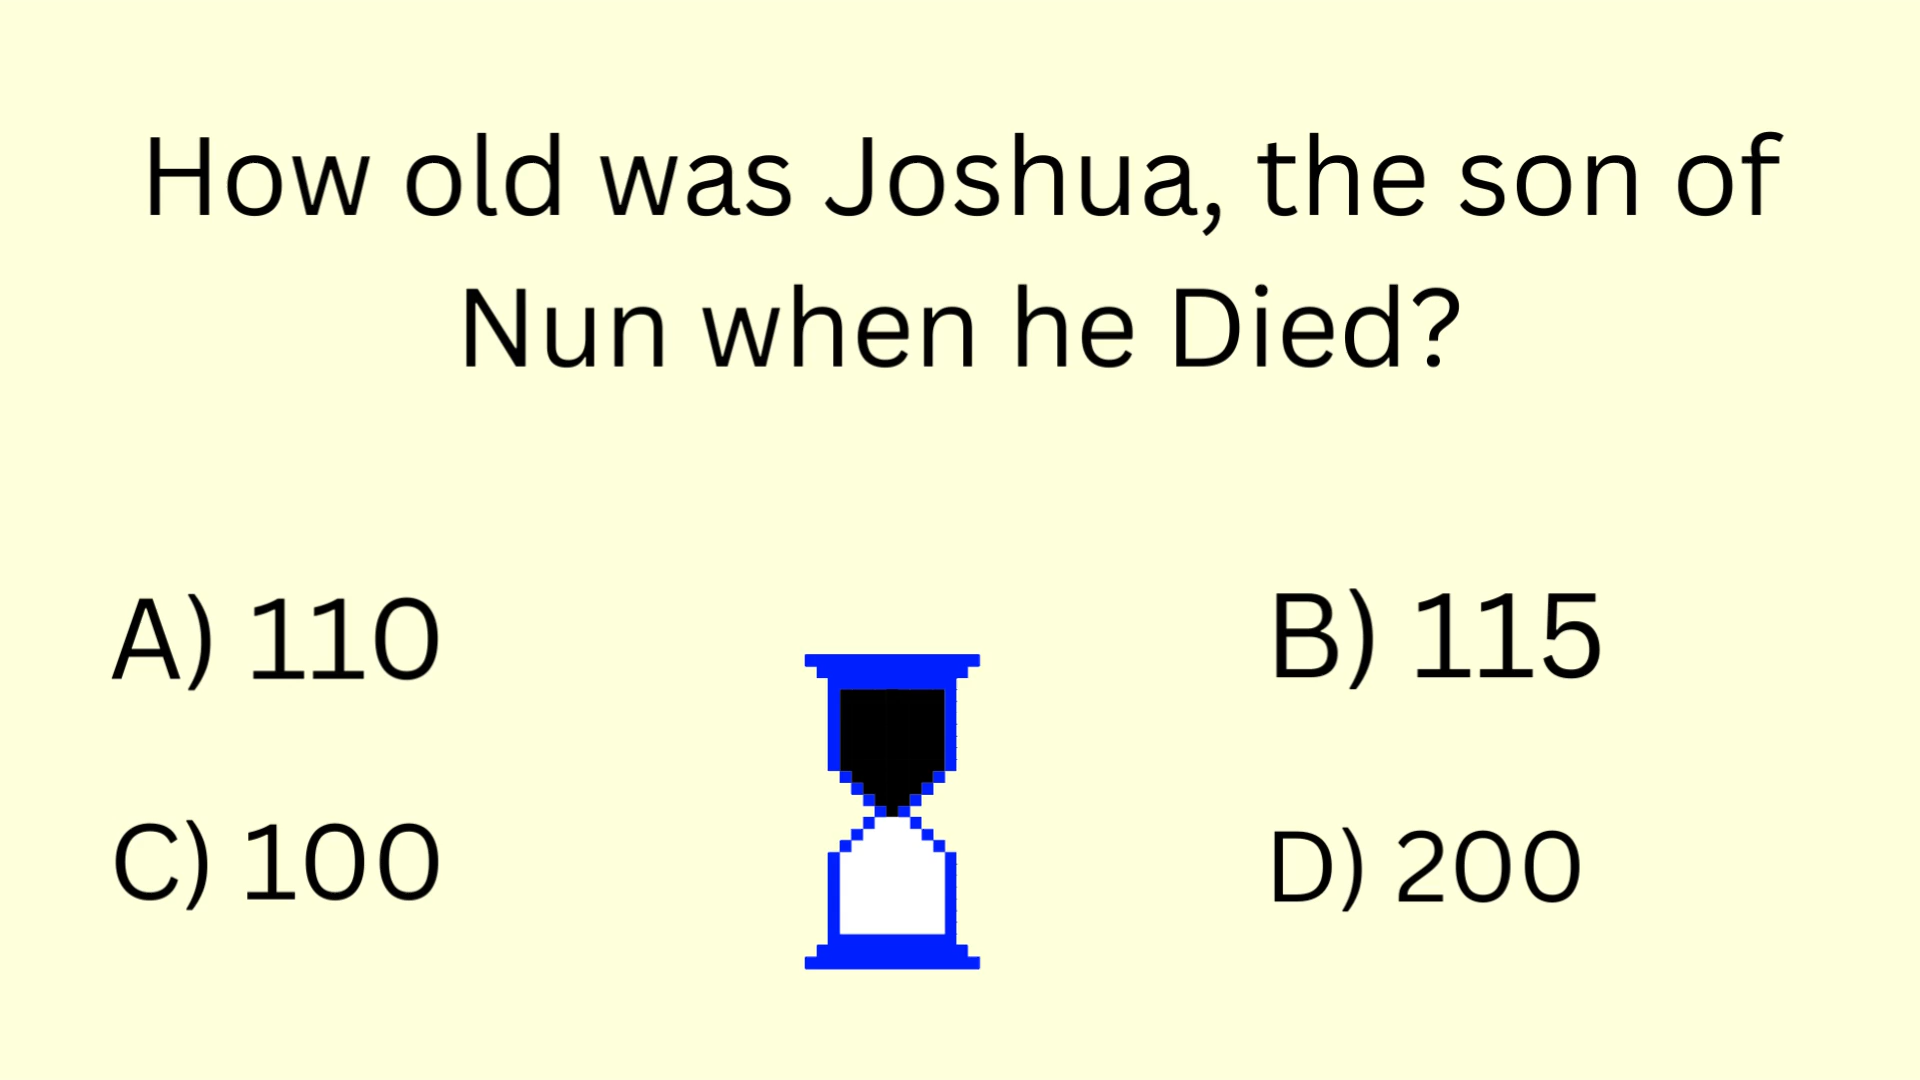 How old was Joshua, the son of
Nun when he Died?
A) 110
B) 115
C) 100
D) 200